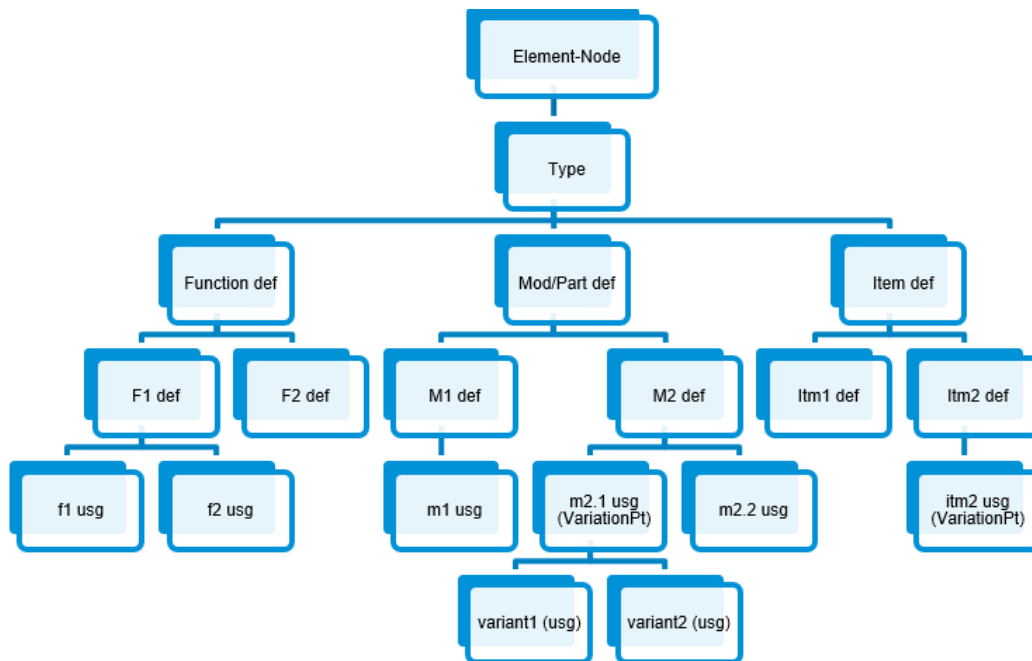 Element-Node
Type
Function def
Mod/Part def
Item def
F1 def
F2 def
M1 def
M2 def
Itm1 def
Itm2 def
f1 usg
f2 usg
m1 usg
m2.1 usg
(VariationPt)
m2.2 usg
itm2 usg
(VariationPt)
variant1 (usg)
variant2 (usg)